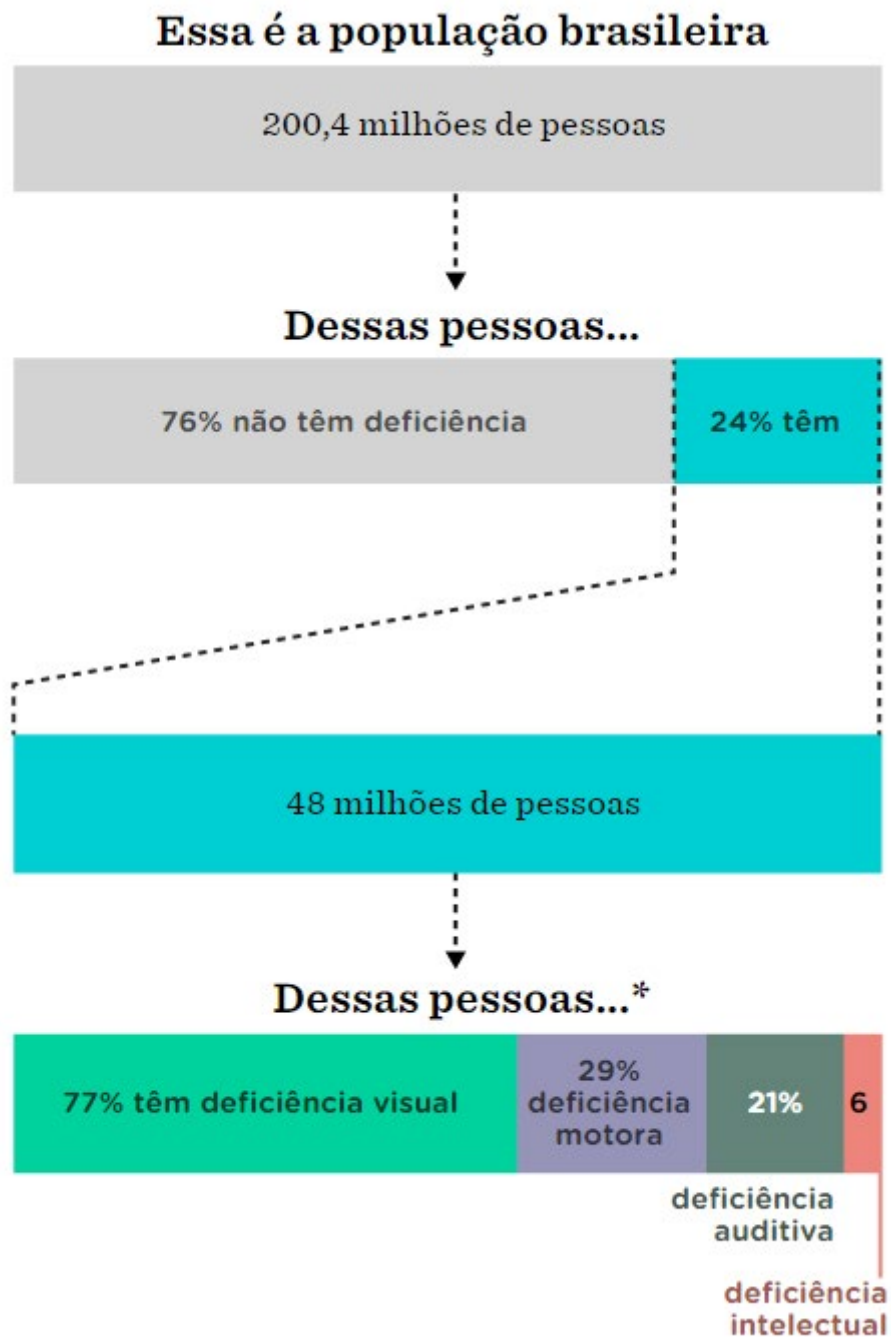 Essa é a população brasileira
200,4 milhões de pessoas
Dessas pessoas...
76% não têm deficiência
24% têm
48 milhões de pessoas
Dessas pessoas...*
77% têm deficiência visual
29%
deficiência
motora
21%
6
deficiência
auditiva
deficiência
intelectual